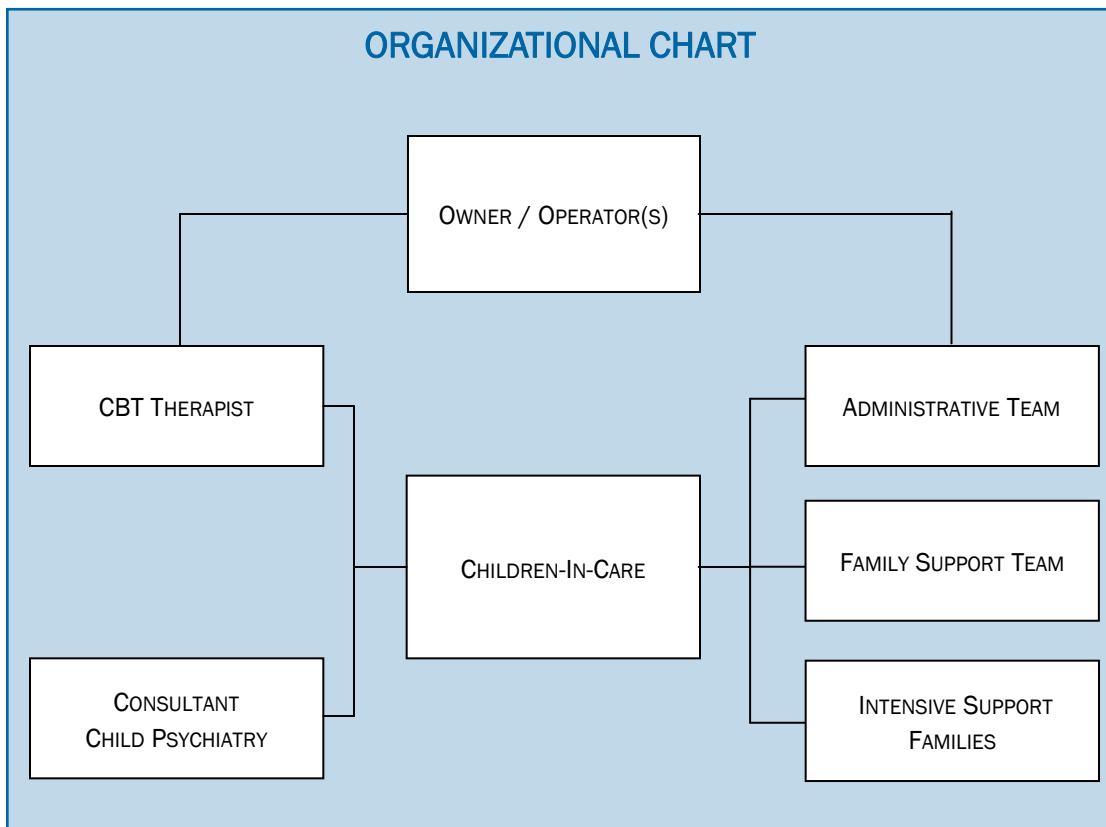 ORGANIZATIONAL CHART
OWNER / OPERATOR(S)
CBT THERAPIST
ADMINISTRATIVE TEAM
CHILDREN-IN-CARE
FAMILY SUPPORT TEAM
CONSULTANT
CHILD PSYCHIATRY
INTENSIVE SUPPORT
FAMILIES